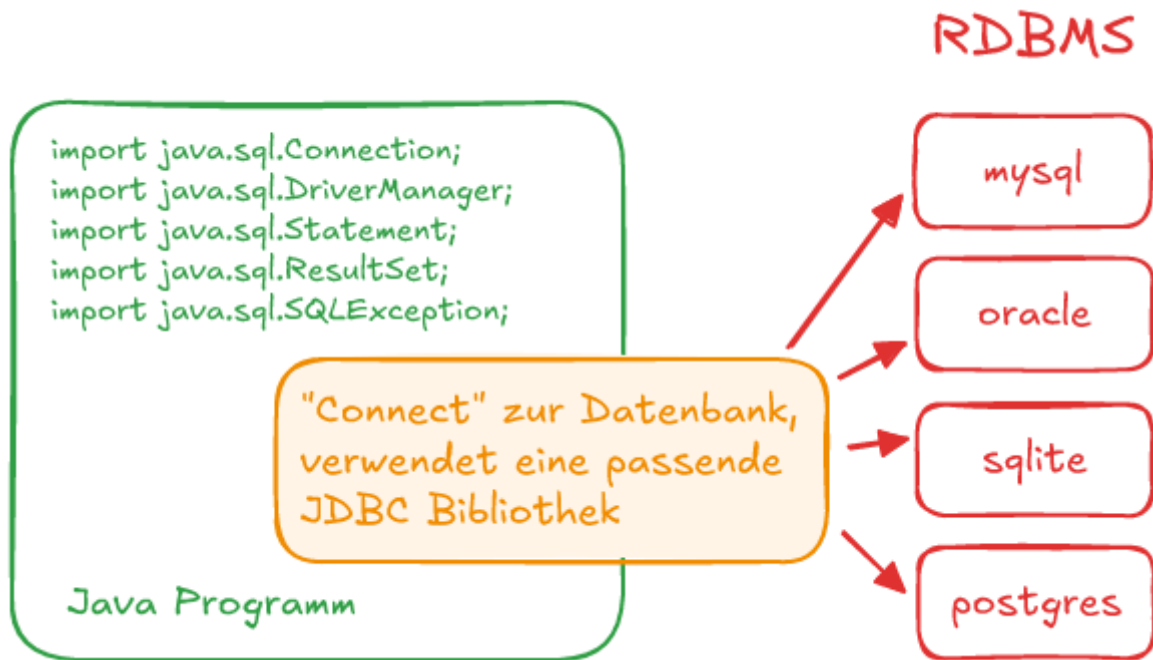 RDBMS
import java.sql.Connection;
import java.sql.DriverManager;
import java.sql.Statement;
import java.sql.ResultSet;
import java.sql.SQLException;
"Connect" zur Datenbank,
verwendet eine passende
JDBC Bibliothek
Java Programm
mysql
oracle
sqlite
postgres